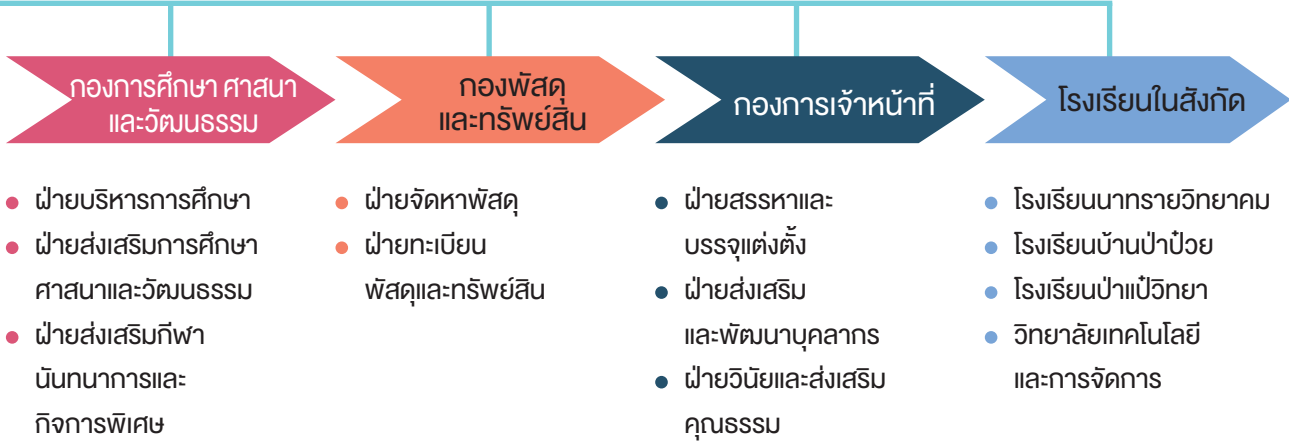 กองการศึกษา ศาสนา
และวัฒนธรรม
ฝ่ายบริหารการศึกษา
ฝ่ายส่งเสริมการศึกษา
ศาสนาและวัฒนธรรม
ฝ่ายส่งเสริมกีฬา
นันทนาการและ
กิจการพิเศษ
กองพัสดุ
และทรัพย์สิน
ฝ่ายจัดหาพัสดุ
ฝ่ายทะเบียน
พัสดุและทรัพย์สิน
กองการเจ้าหน้าที่
ฝ่ายสรรหาและ
บรรจุแต่งตั้ง
ฝ่ายส่งเสริม
และพัฒนาบุคลากร
ฝ่ายวินัยและส่งเสริม
คุณธรรม
โรงเรียนในสังกัด
โรงเรียนนาทรายวิทยาคม
โรงเรียนบ้านป่าป๋วย
โรงเรียนป่าแป๋วิทยา
วิทยาลัยเทคโนโลยี
และการจัดการ